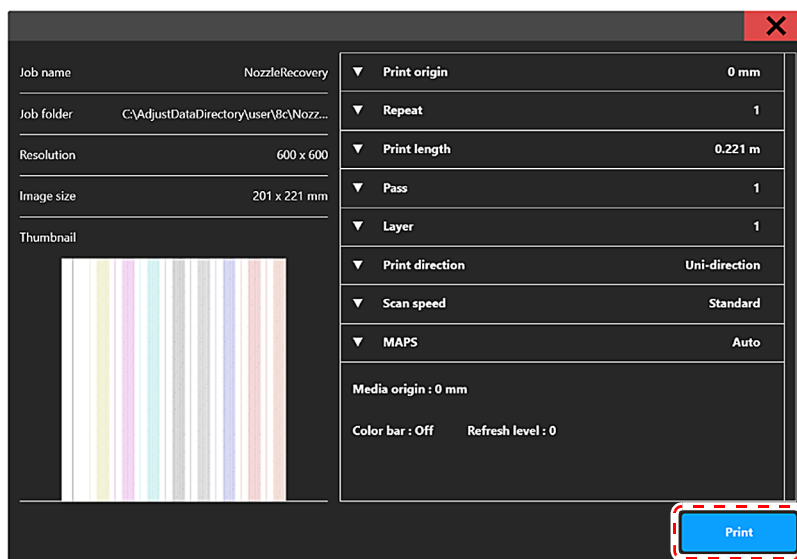 Job name NozzleRecovery
Job folder C:\AdjustDataDirectory\user\8c\Nozz...
Resolution 600 x 600
Image size 201 x 221 mm
Thumbnail
▼ Print origin 0 mm
▼ Repeat 1
▼ Print length 0.221 m
▼ Pass 1
▼ Layer 1
▼ Print direction Uni-direction
▼ Scan speed Standard
▼ MAPS Auto
Media origin : 0 mm
Color bar : Off Refresh level : 0
Print